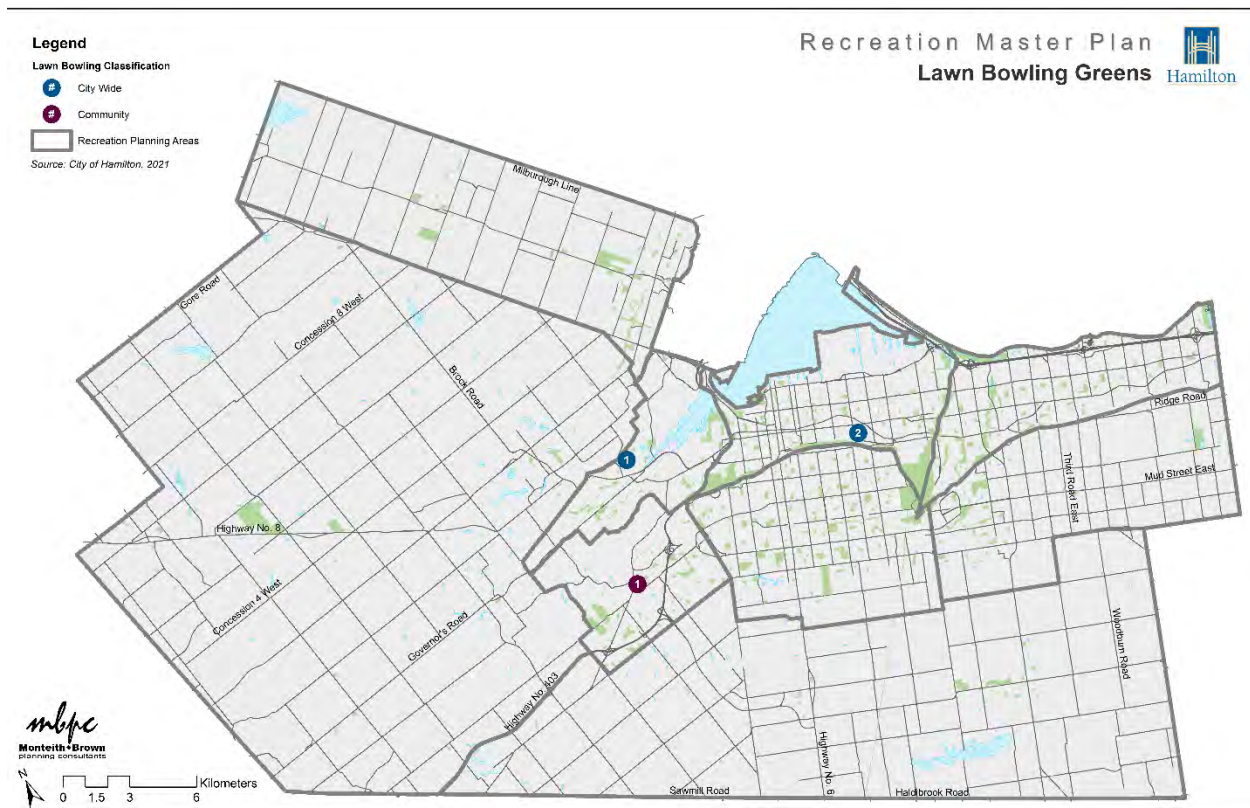 Legend
Lawn Bowling Classification
# City Wide
# Community
Recreation Planning Areas
Source: City of Hamilton, 2021
Recreation Master Plan
Lawn Bowling Greens
Hamilton
Milburough Line
Gore Road
Concession 8 West
Brock Road
Ridge Road
2
1
Third Road East
Mud Street East
Highway No. 8
1
Concession 4 West
Governor's Road
Woodburn Road
Highway No. 403
Highway No. 6
mbpc
Monteith+Brown
planning consultants
N
Kilometers
0 1.5 3 6
Sawmill Road
Haldibrook Road